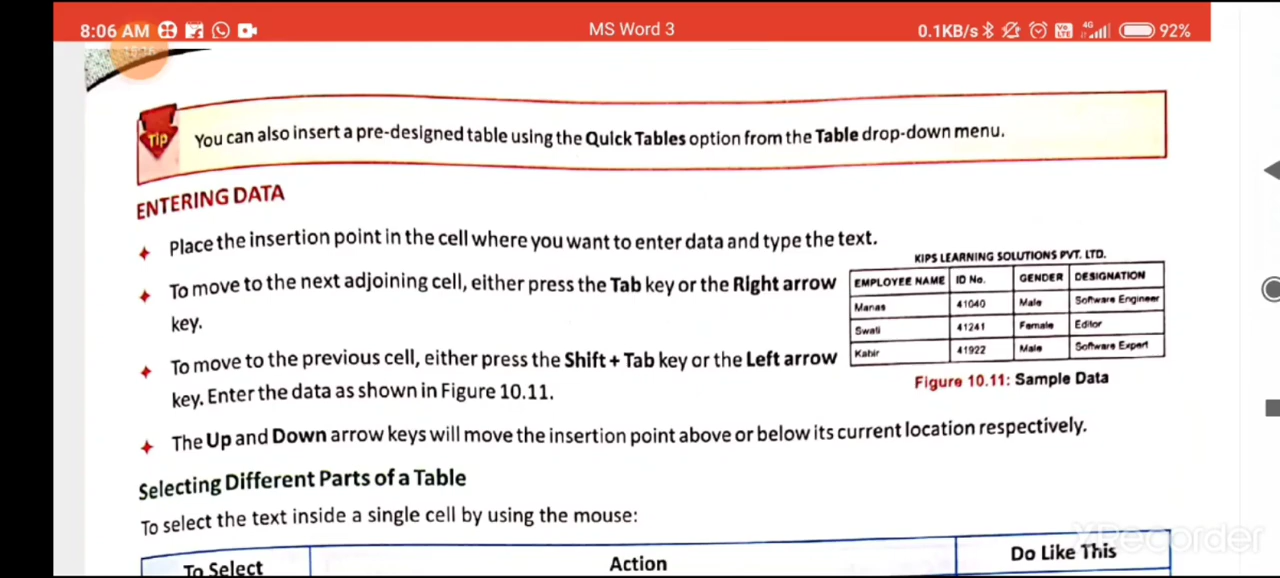 8:06 AM
MS Word 3
0.1KB/s 4G 92%
Tip
You can also insert a pre-designed table using the Quick Tables option from the Table drop-down menu.
ENTERING DATA
Place the insertion point in the cell where you want to enter data and type the text.
To move to the next adjoining cell, either press the Tab key or the Right arrow
key.
To move to the previous cell, either press the Shift + Tab key or the Left arrow
key. Enter the data as shown in Figure 10.11.
KIPS LEARNING SOLUTIONS PVT. LTD.
EMPLOYEE NAME ID No. GENDER DESIGNATION
Manas 41040 Male Software Engineer
Swati 41241 Female Editor
Kabir 41922 Male Software Expert
Figure 10.11: Sample Data
The Up and Down arrow keys will move the insertion point above or below its current location respectively.
Selecting Different Parts of a Table
To select the text inside a single cell by using the mouse:
To Select Action Do Like This
XRecorder